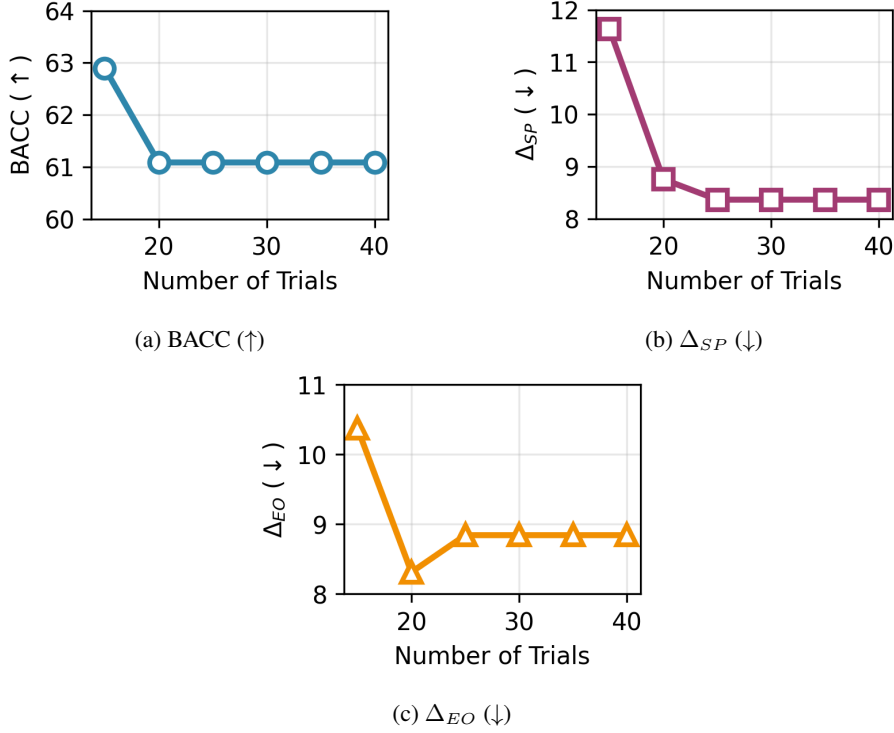 64
63
62
61
60
BACC (↑)
20 30 40
Number of Trials
(a) BACC (↑)
12
11
10
9
8
Δ_SP (↓)
20 30 40
Number of Trials
(b) Δ_SP (↓)
11
10
9
8
Δ_EO (↓)
20 30 40
Number of Trials
(c) Δ_EO (↓)